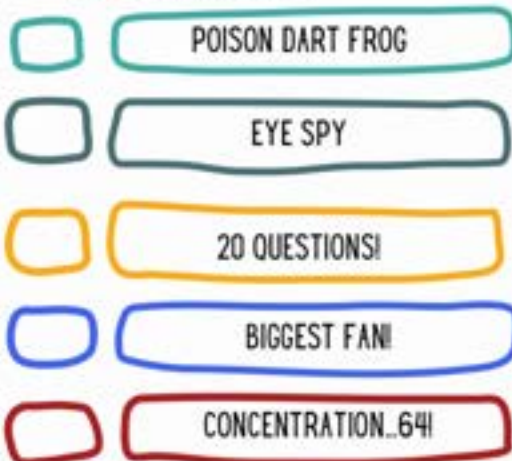 POISON DART FROG
EYE SPY
20 QUESTIONS!
BIGGEST FAN!
CONCENTRATION...64!